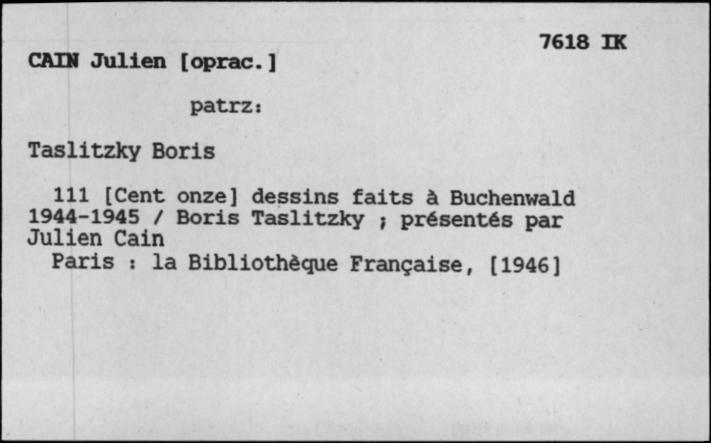 7618 IK
CAIN Julien [oprac.]
patrz:
Taslitzky Boris
111 [Cent onze] dessins faits à Buchenwald
1944-1945 / Boris Taslitzky ; présentés par
Julien Cain
Paris : la Bibliothèque Française, [1946]